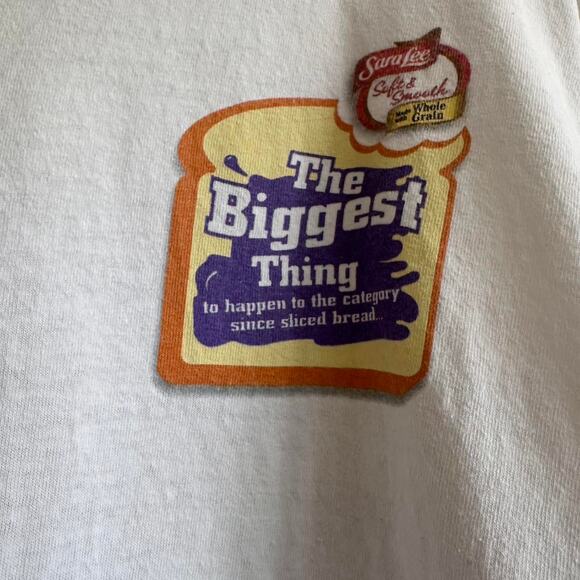 Sara Lee
Soft &
Smooth
Made with Whole
Grain
The
Biggest
Thing
to happen to the category
since sliced bread...